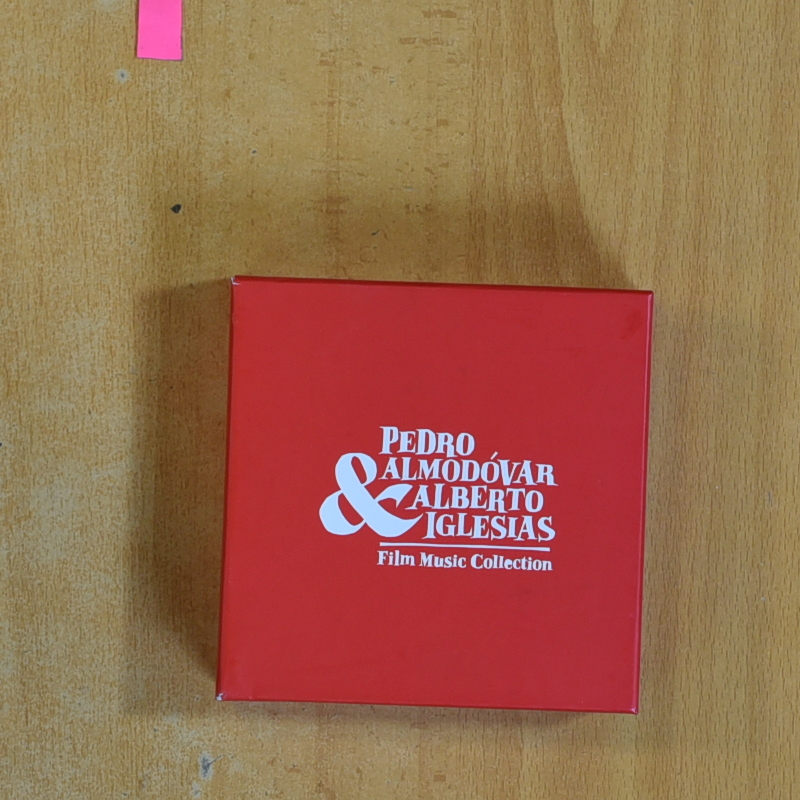 PEDRO
ALMODÓVAR
& ALBERTO
IGLESIAS
Film Music Collection